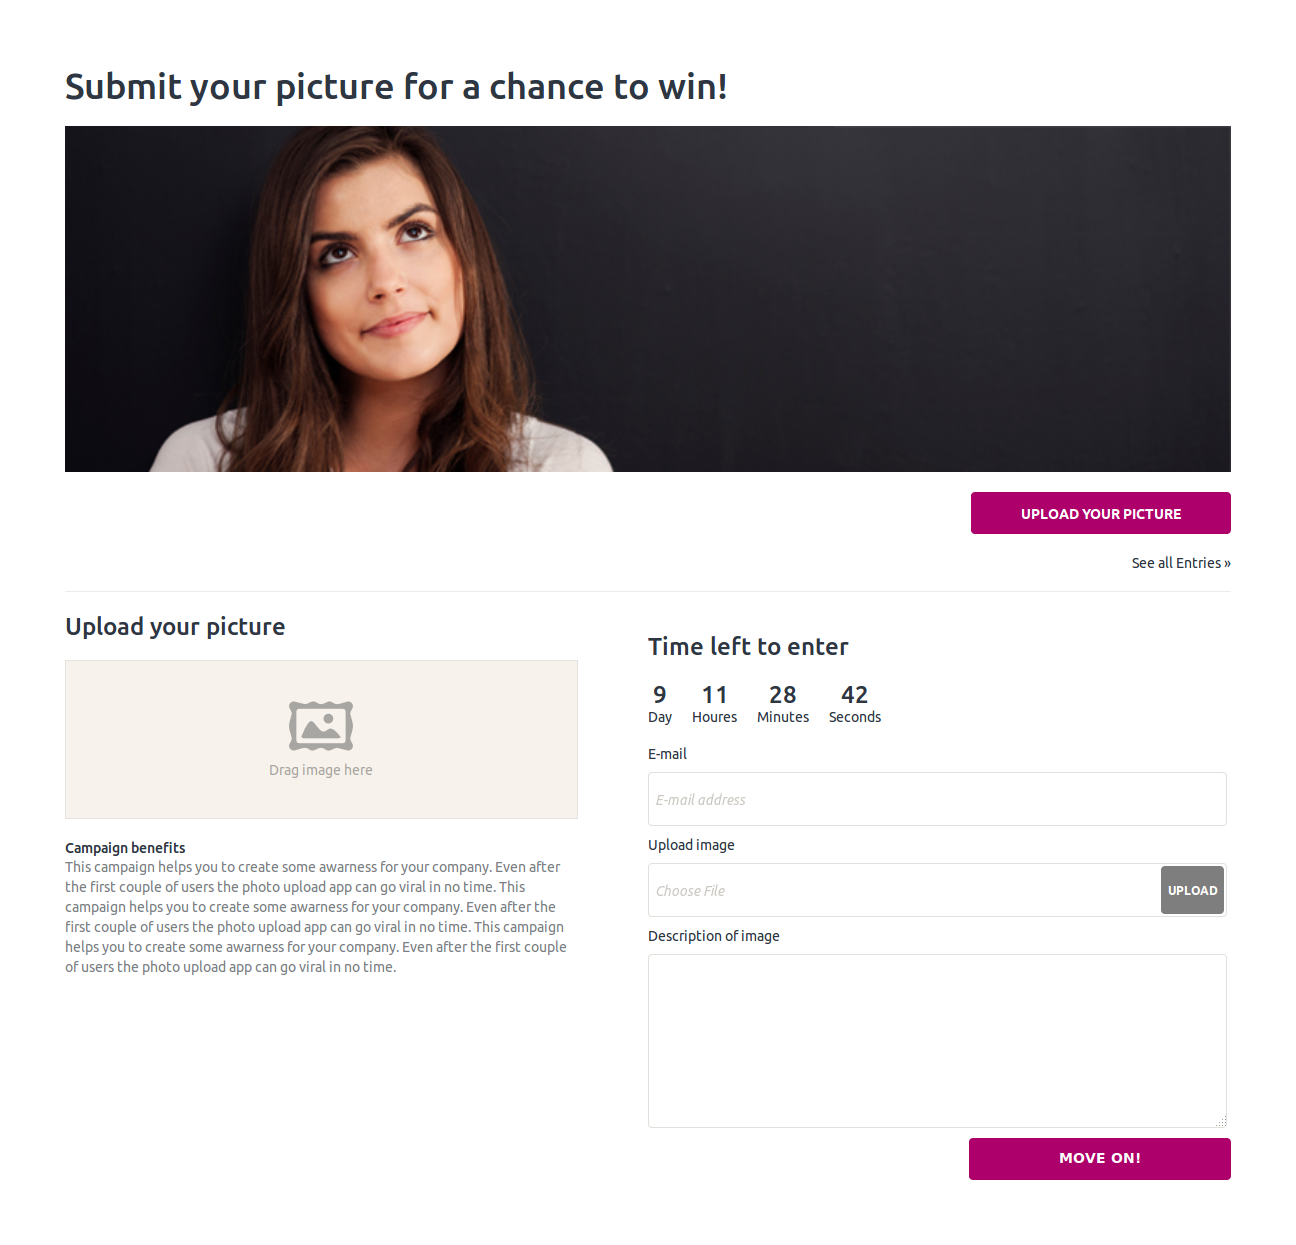 Submit your picture for a chance to win!
UPLOAD YOUR PICTURE
See all Entries »
Upload your picture
Drag image here
Campaign benefits
This campaign helps you to create some awarness for your company. Even after
the first couple of users the photo upload app can go viral in no time. This
campaign helps you to create some awarness for your company. Even after the
first couple of users the photo upload app can go viral in no time. This campaign
helps you to create some awarness for your company. Even after the first couple
of users the photo upload app can go viral in no time.
Time left to enter
9 11 28 42
Day Houres Minutes Seconds
E-mail
E-mail address
Upload image
Choose File UPLOAD
Description of image
MOVE ON!